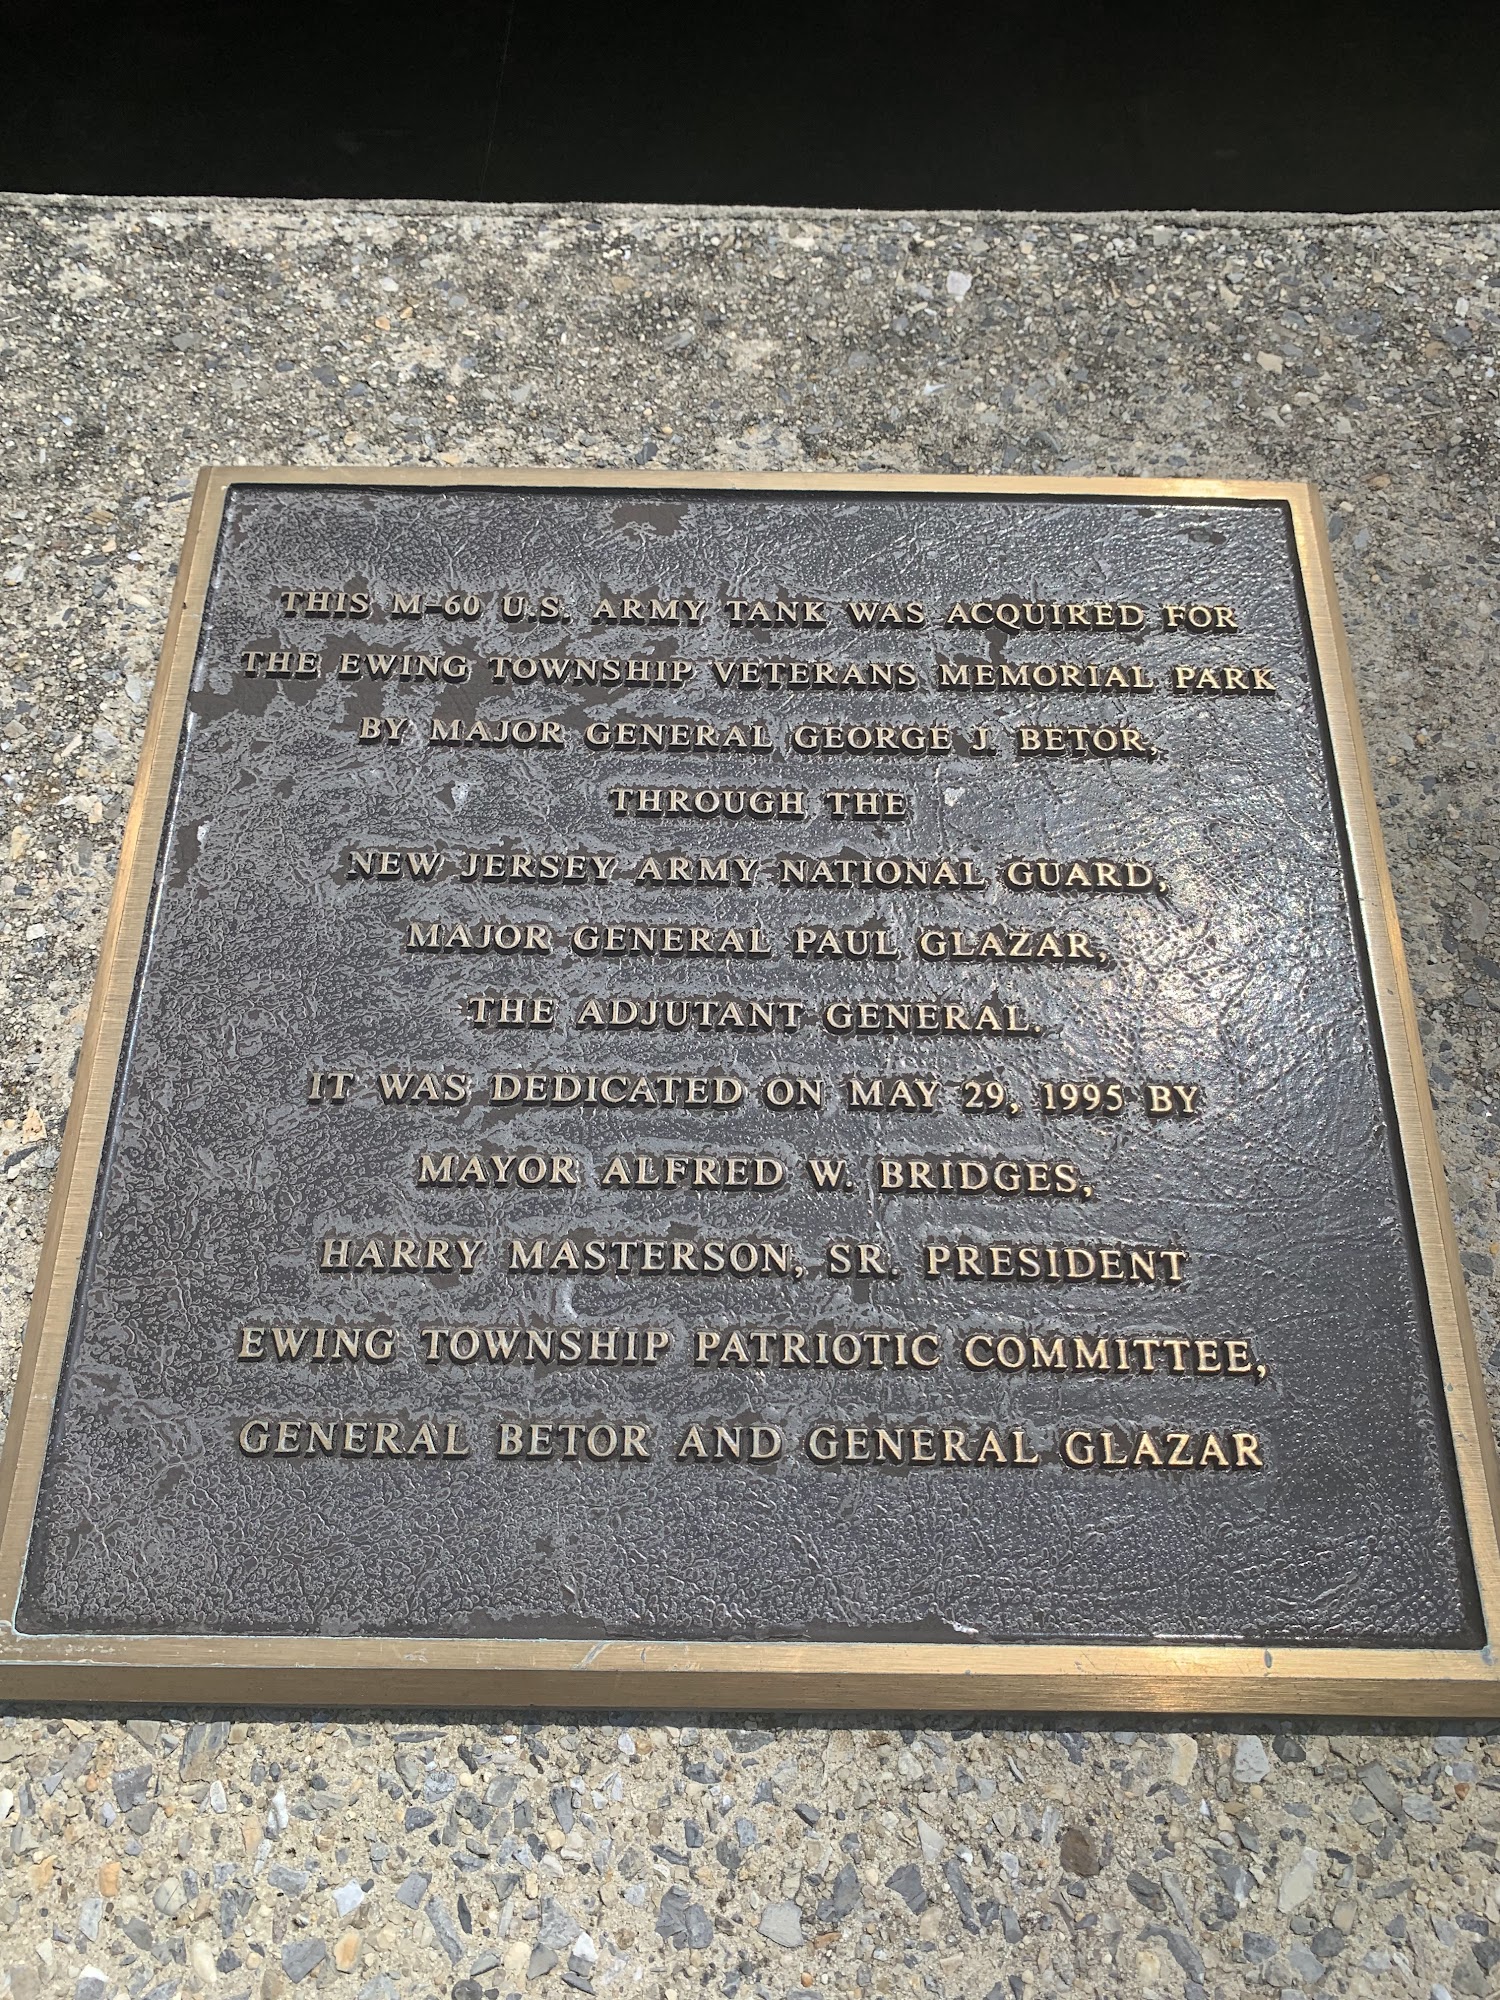 THIS M-60 U.S. ARMY TANK WAS ACQUIRED FOR
THE EWING TOWNSHIP VETERANS MEMORIAL PARK
BY MAJOR GENERAL GEORGE J. BETOR,
THROUGH THE
NEW JERSEY ARMY NATIONAL GUARD,
MAJOR GENERAL PAUL GLAZAR,
THE ADJUTANT GENERAL.
IT WAS DEDICATED ON MAY 29, 1995 BY
MAYOR ALFRED W. BRIDGES,
HARRY MASTERSON, SR. PRESIDENT
EWING TOWNSHIP PATRIOTIC COMMITTEE,
GENERAL BETOR AND GENERAL GLAZAR